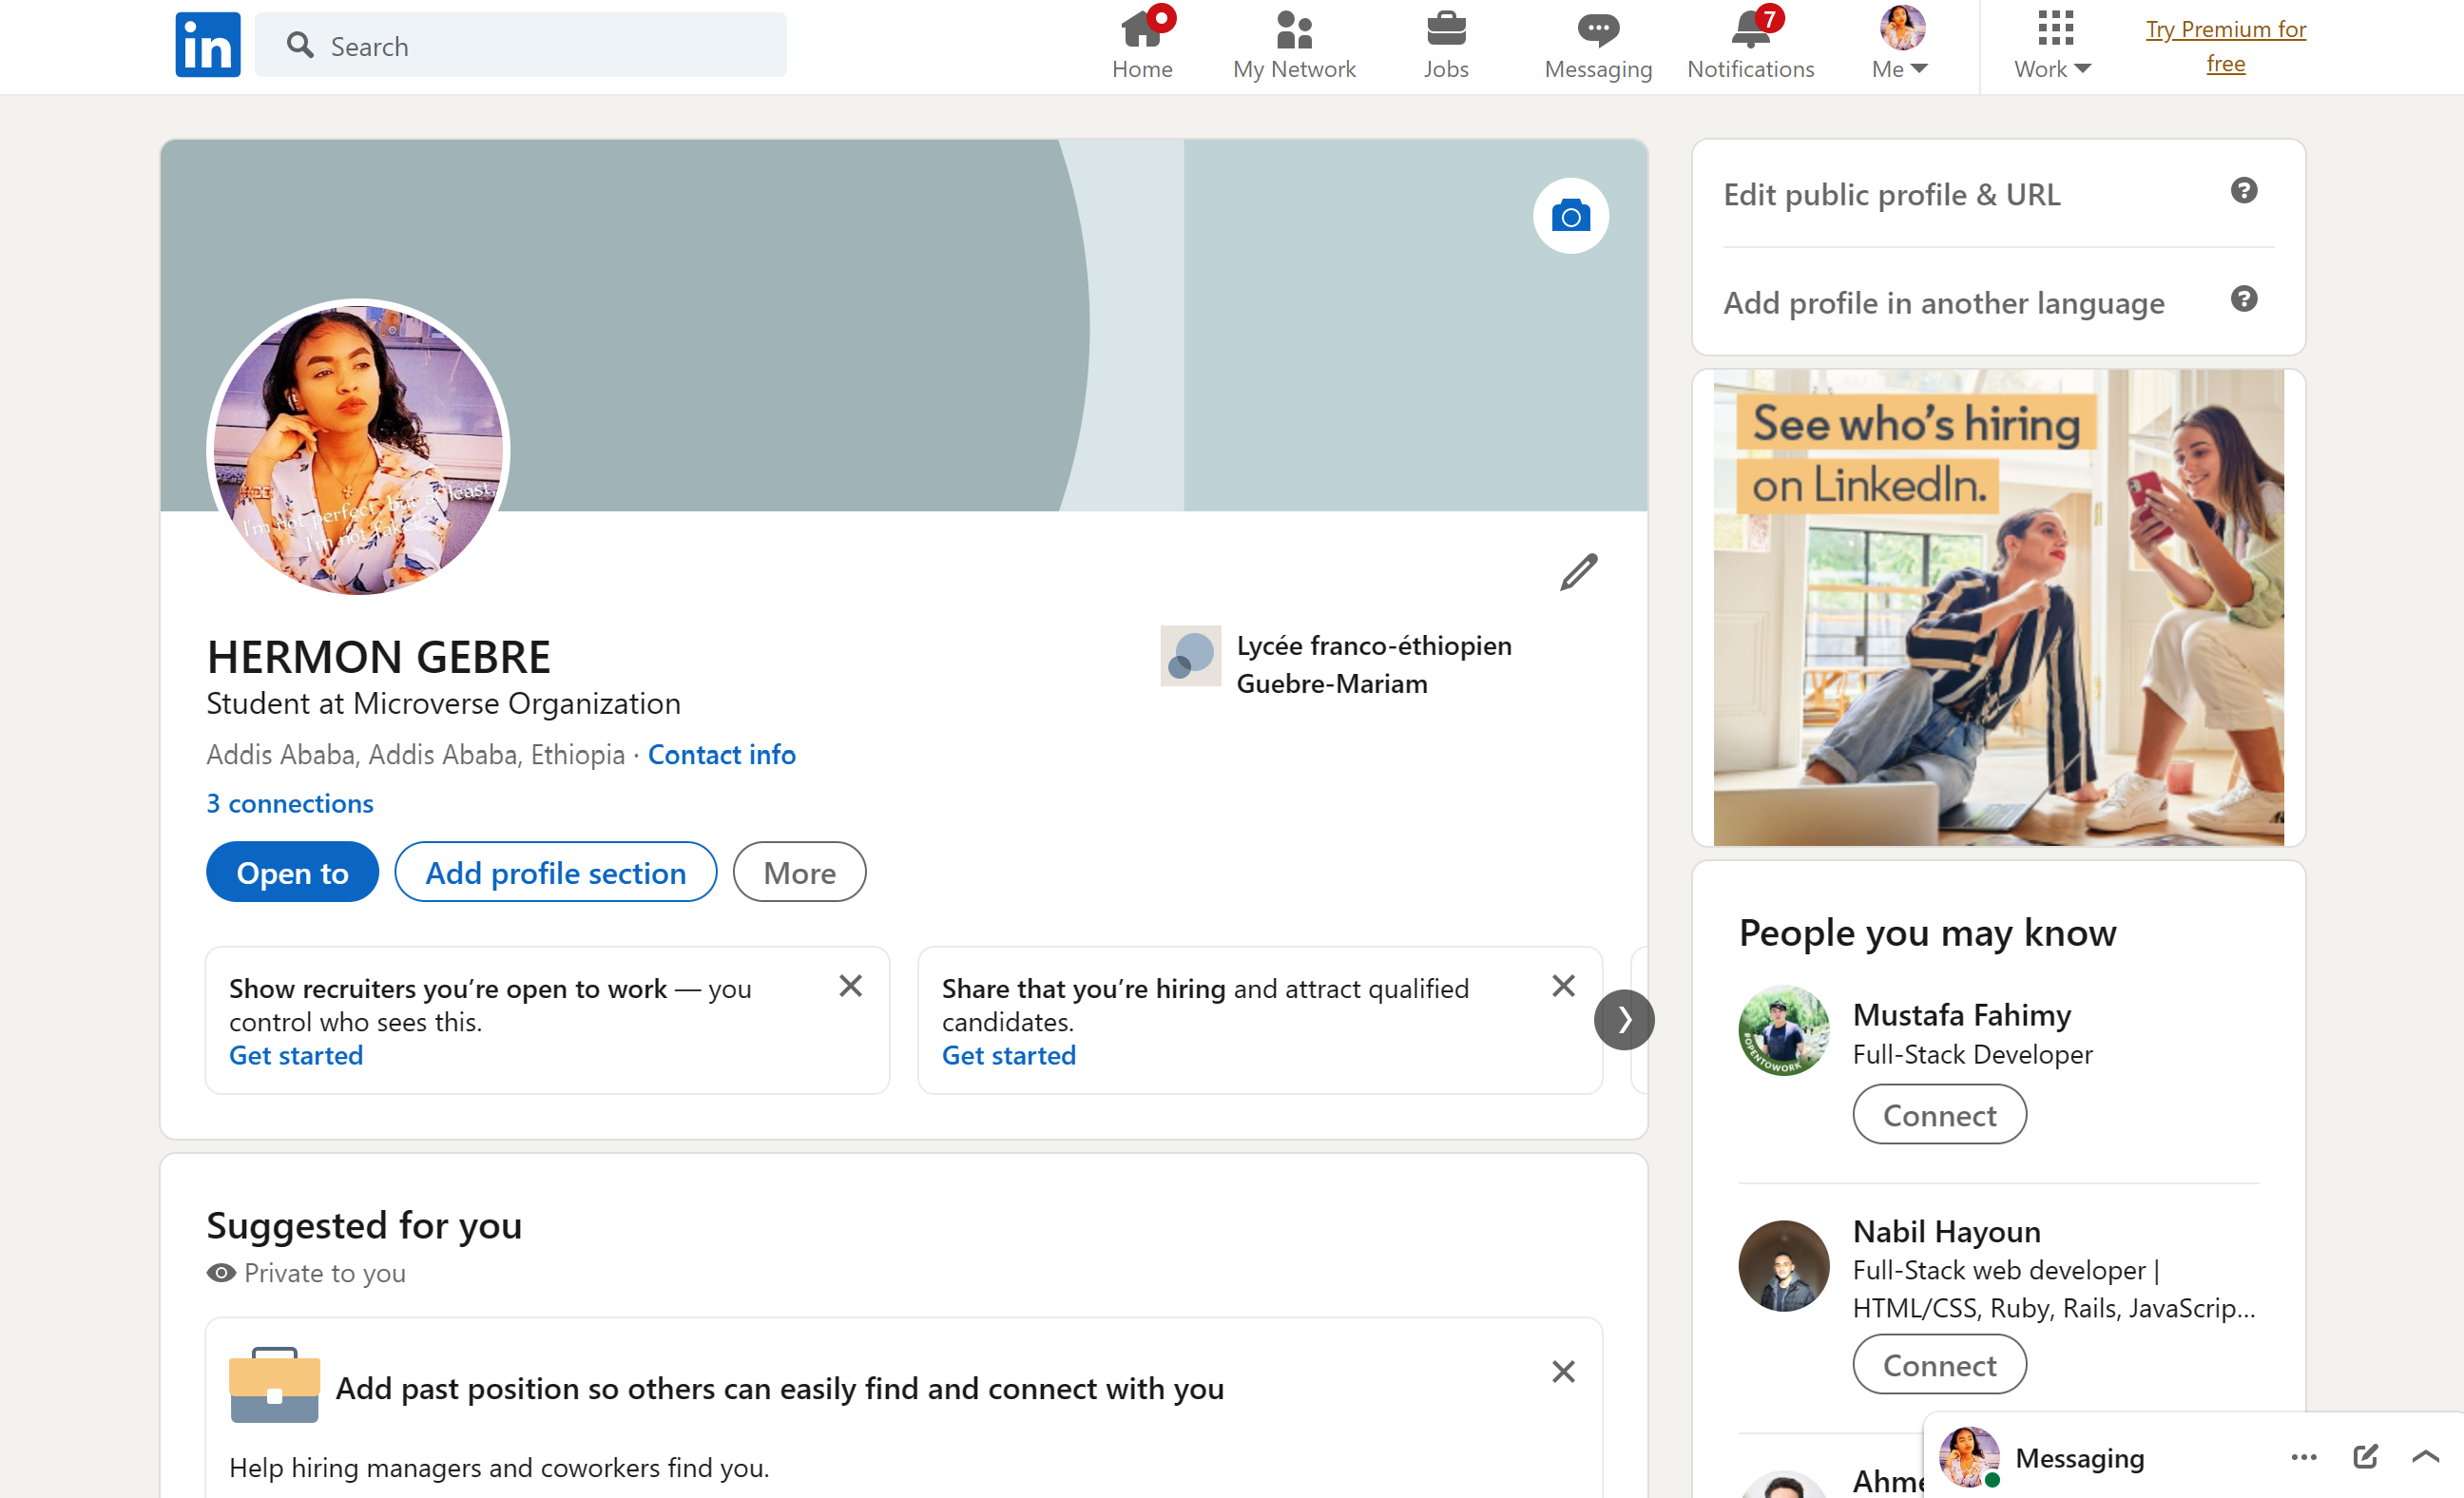 in
Search
Home
My Network
Jobs
Messaging
7
Notifications
Me
Work
Try Premium for
free
I'm not perfect, but at least
I'm not fake
HERMON GEBRE
Student at Microverse Organization
Addis Ababa, Addis Ababa, Ethiopia · Contact info
3 connections
Lycée franco-éthiopien
Guebre-Mariam
Open to
Add profile section
More
Show recruiters you’re open to work — you
control who sees this.
Get started
Share that you’re hiring and attract qualified
candidates.
Get started
Suggested for you
Private to you
Add past position so others can easily find and connect with you
Help hiring managers and coworkers find you.
Edit public profile & URL
Add profile in another language
See who’s hiring
on LinkedIn.
People you may know
#OPENTOWORK
Mustafa Fahimy
Full-Stack Developer
Connect
Nabil Hayoun
Full-Stack web developer |
HTML/CSS, Ruby, Rails, JavaScrip...
Connect
Ahme
Messaging